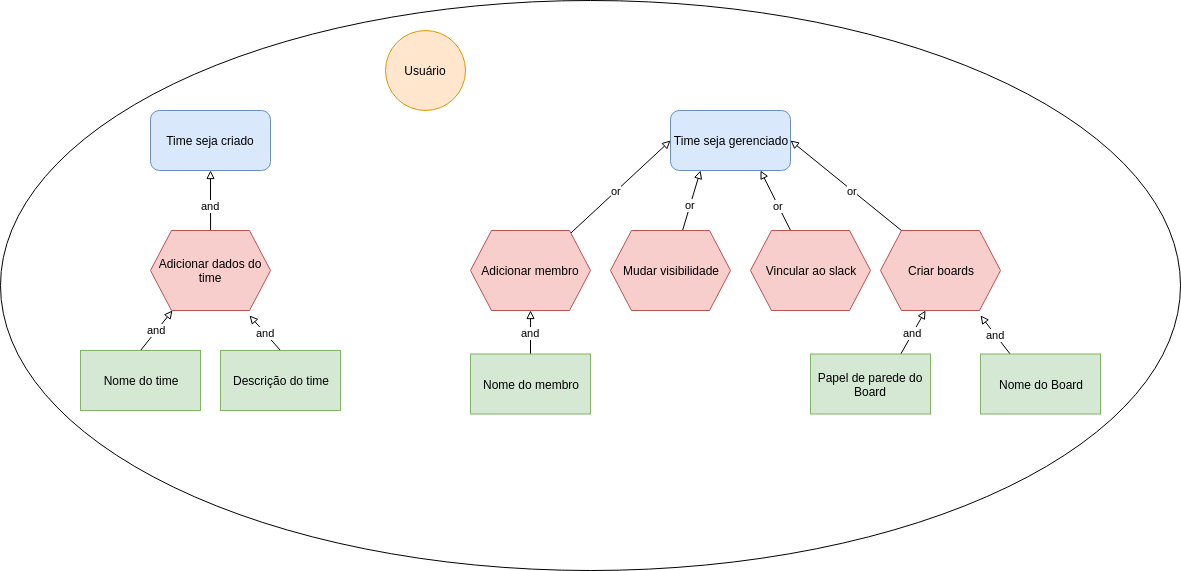 Usuário
Time seja criado
Time seja gerenciado
or
or
or
or
and
Adicionar dados do
time
Adicionar membro
Mudar visibilidade
Vincular ao slack
Criar boards
and
and
and
and
and
Nome do time
Descrição do time
Nome do membro
Papel de parede do
Board
Nome do Board